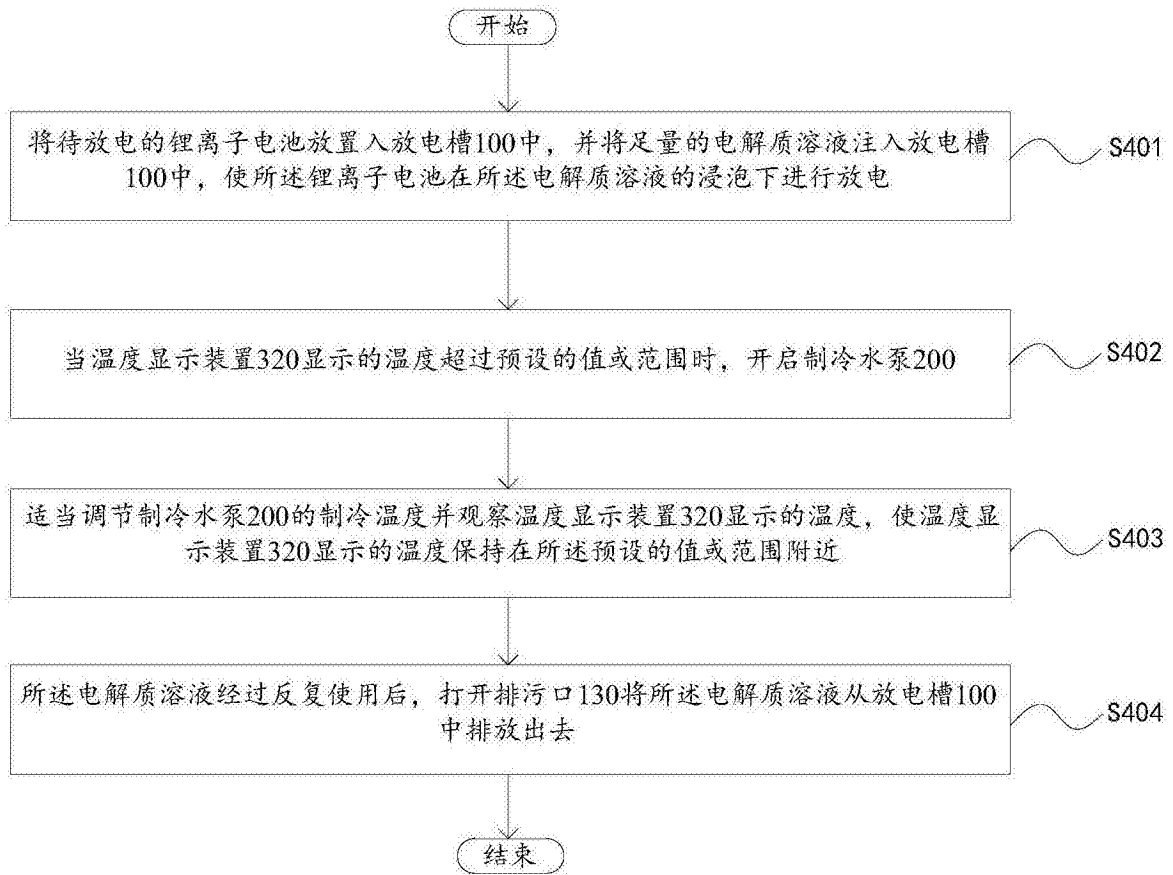 开始
将待放电的锂离子电池放置入放电槽100中，并将足量的电解质溶液注入放电槽
100中，使所述锂离子电池在所述电解质溶液的浸泡下进行放电
S401
当温度显示装置320显示的温度超过预设的值或范围时，开启制冷水泵200
S402
适当调节制冷水泵200的制冷温度并观察温度显示装置320显示的温度，使温度显
示装置320显示的温度保持在所述预设的值或范围附近
S403
所述电解质溶液经过反复使用后，打开排污口130将所述电解质溶液从放电槽100
中排放出去
S404
结束